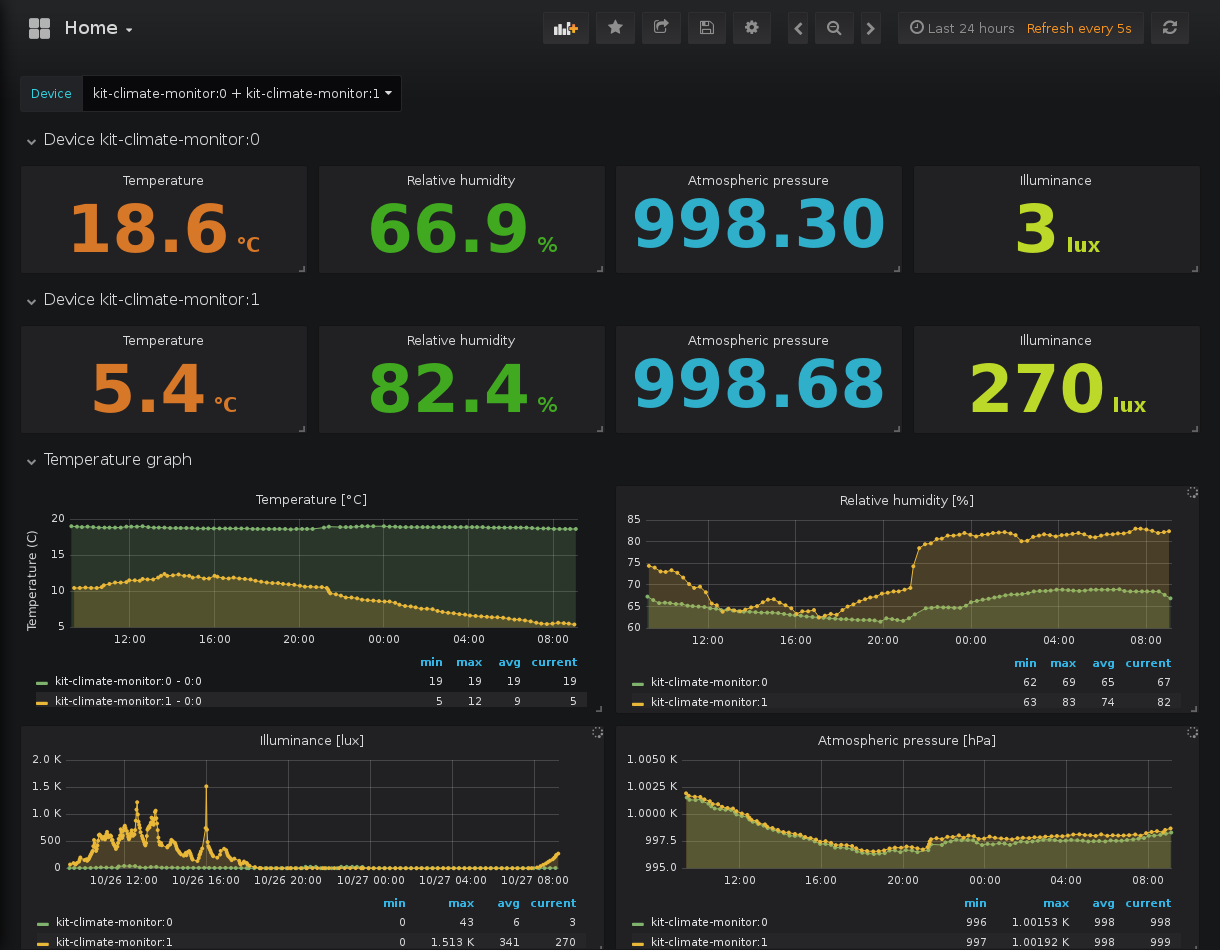 Home
Last 24 hours Refresh every 5s
Device kit-climate-monitor:0 + kit-climate-monitor:1
Device kit-climate-monitor:0
Temperature
18.6 °C
Relative humidity
66.9 %
Atmospheric pressure
998.30
Illuminance
3 lux
Device kit-climate-monitor:1
Temperature
5.4 °C
Relative humidity
82.4 %
Atmospheric pressure
998.68
Illuminance
270 lux
Temperature graph
Temperature [°C]
Temperature (C)
20
15
10
5
12:00 16:00 20:00 00:00 04:00 08:00
min max avg current
kit-climate-monitor:0 - 0:0 19 19 19 19
kit-climate-monitor:1 - 0:0 5 12 9 5
Relative humidity [%]
85
80
75
70
65
60
12:00 16:00 20:00 00:00 04:00 08:00
min max avg current
kit-climate-monitor:0 62 69 65 67
kit-climate-monitor:1 63 83 74 82
Illuminance [lux]
2.0 K
1.5 K
1.0 K
500
0
10/26 12:00 10/26 16:00 10/26 20:00 10/27 00:00 10/27 04:00 10/27 08:00
min max avg current
kit-climate-monitor:0 0 43 6 3
kit-climate-monitor:1 0 1.513 K 341 270
Atmospheric pressure [hPa]
1.0050 K
1.0025 K
1.0000 K
997.5
995.0
12:00 16:00 20:00 00:00 04:00 08:00
min max avg current
kit-climate-monitor:0 996 1.00153 K 998 998
kit-climate-monitor:1 997 1.00192 K 998 999